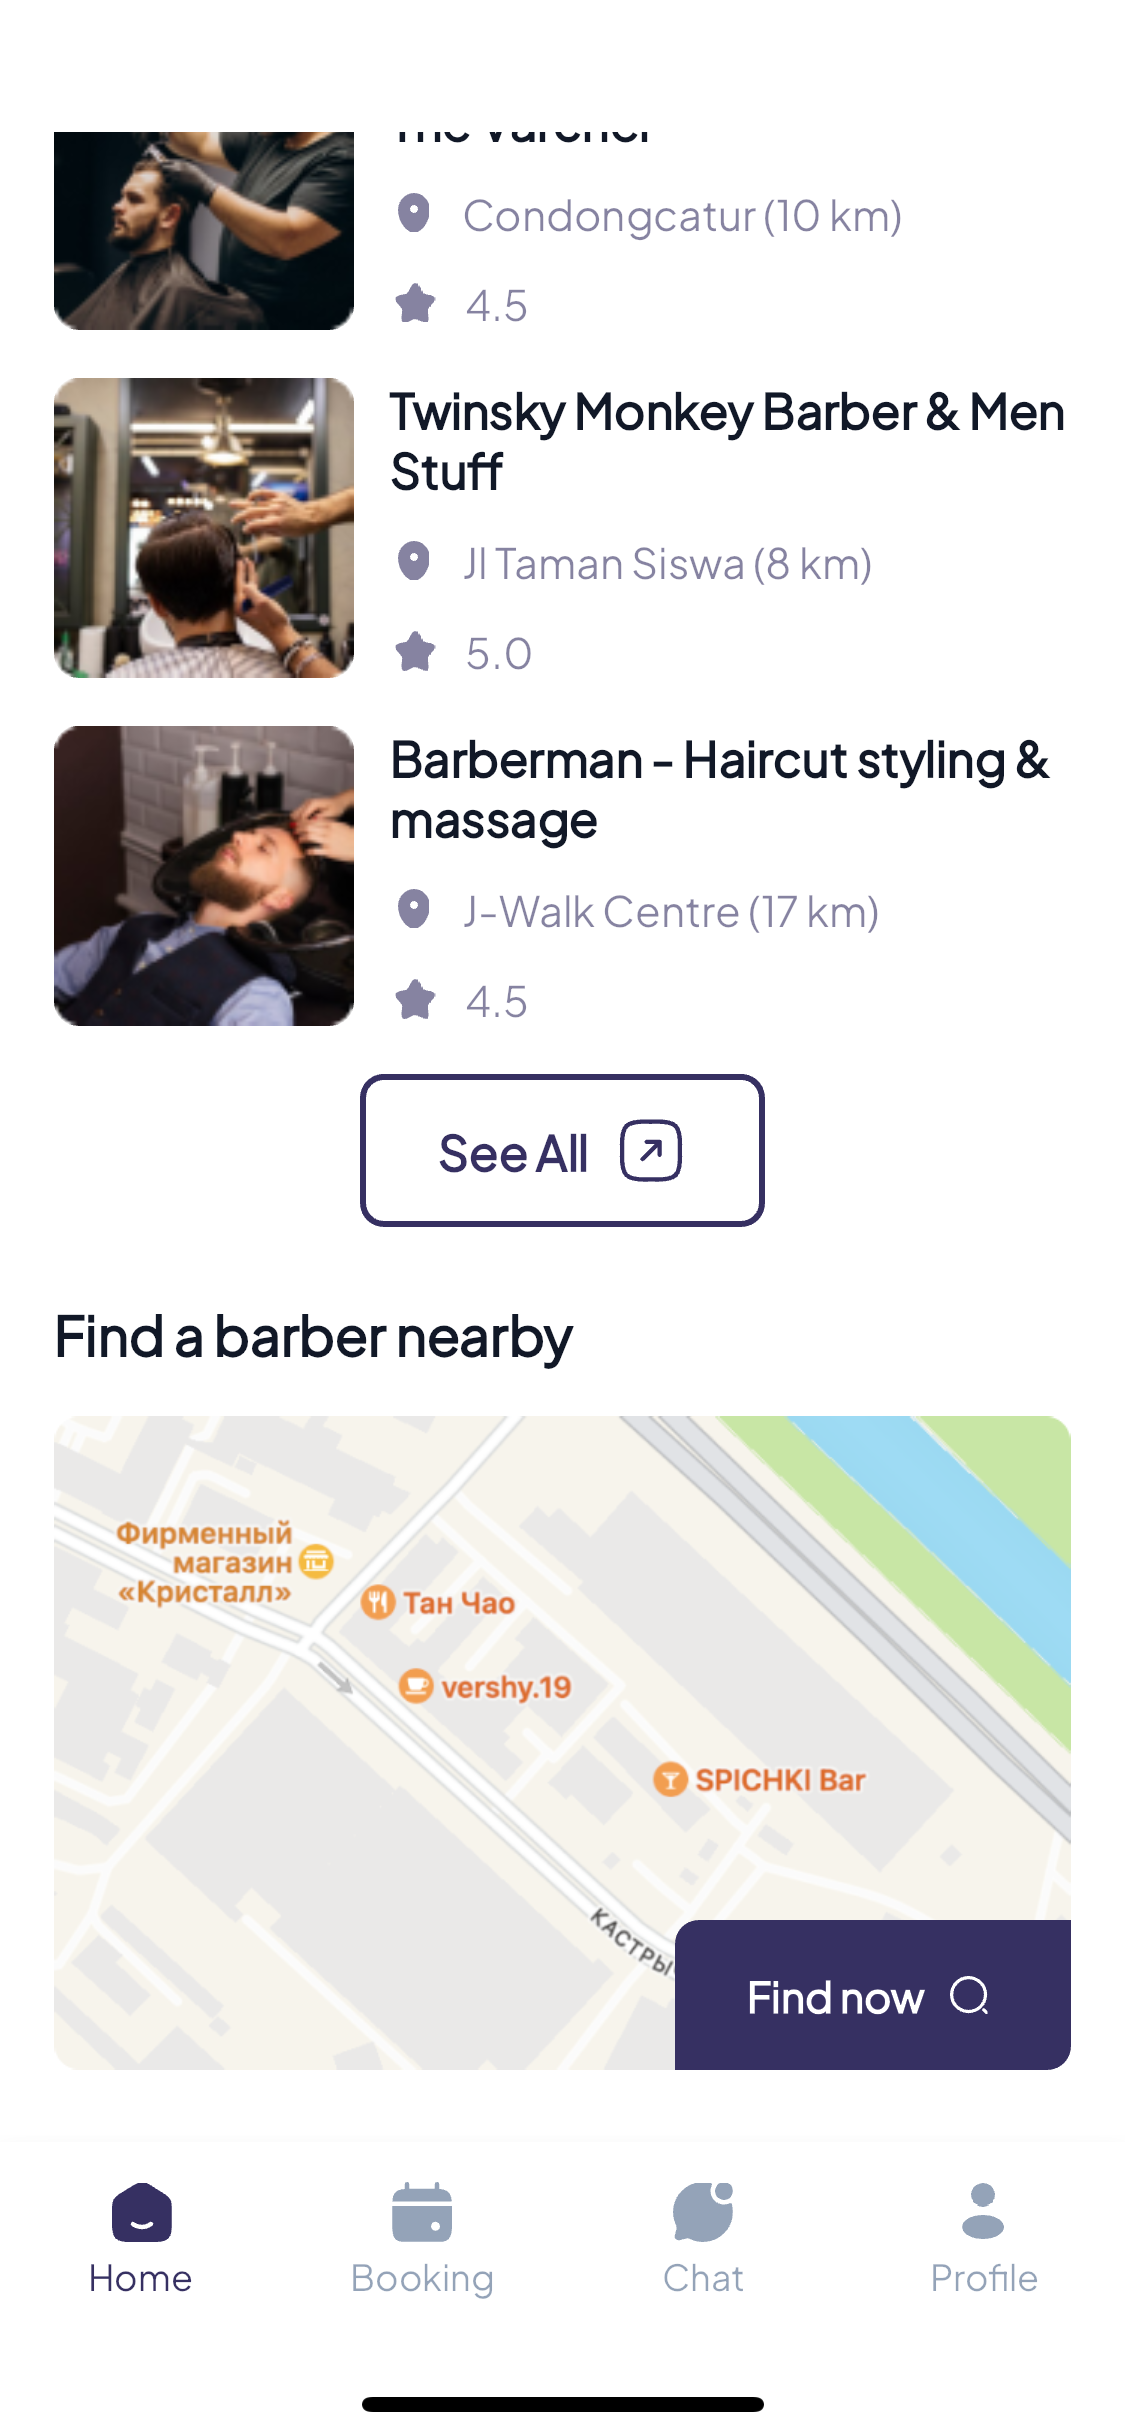 The Varcher
Condongcatur (10 km)
4.5
Twinsky Monkey Barber & Men
Stuff
Jl Taman Siswa (8 km)
5.0
Barberman - Haircut styling &
massage
J-Walk Centre (17 km)
4.5
See All
Find a barber nearby
Фирменный
магазин
«Кристалл»
Тан Чао
vershy.19
SPICHKI Bar
Find now
Home
Booking
Chat
Profile